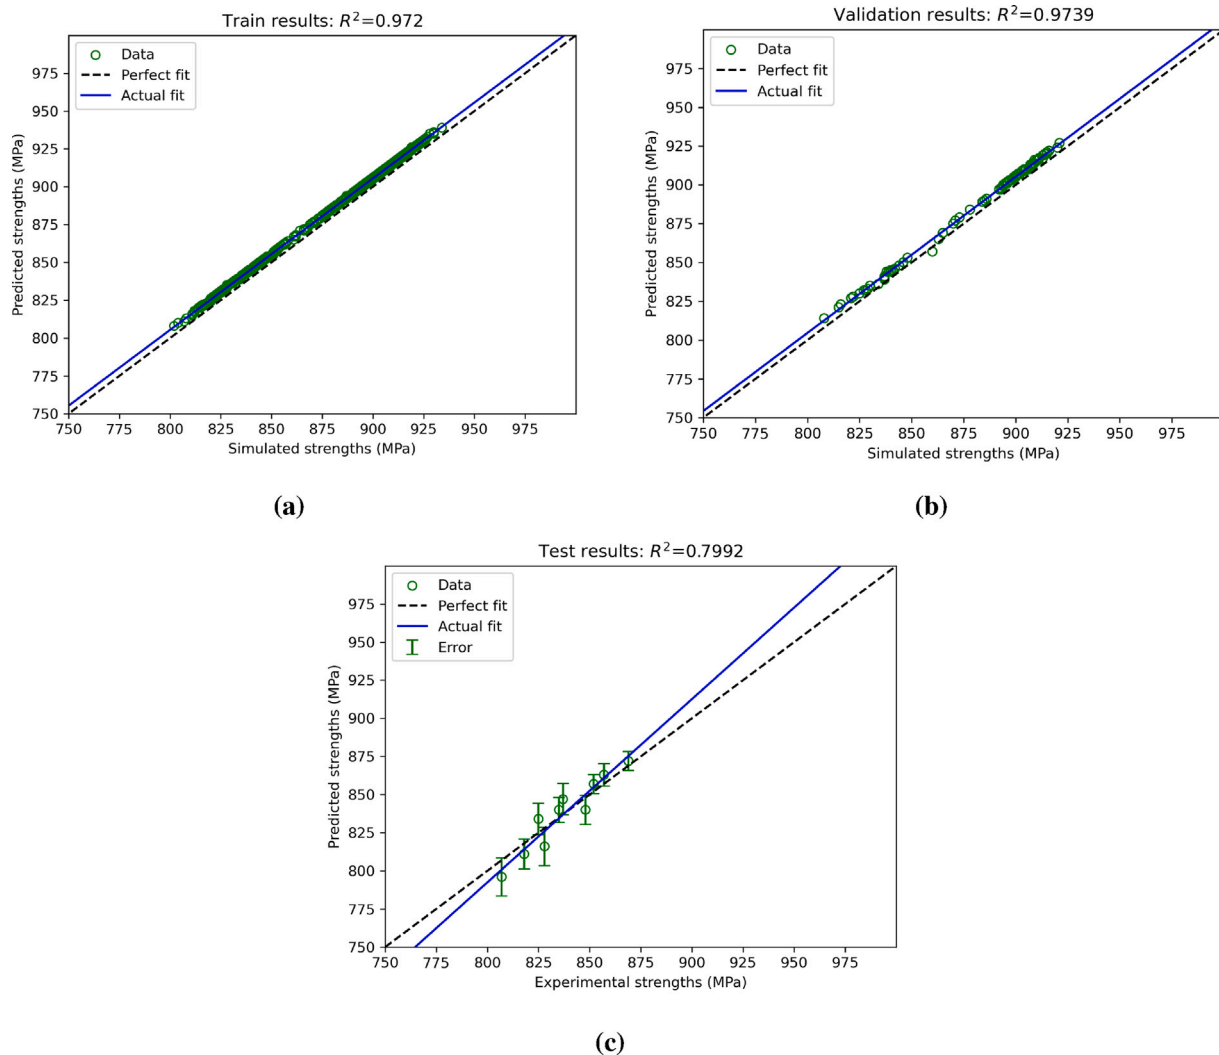 Train results: R²=0.972
Data
Perfect fit
Actual fit
Predicted strengths (MPa)
975
950
925
900
875
850
825
800
775
750
750 775 800 825 850 875 900 925 950 975
Simulated strengths (MPa)
(a)
Validation results: R²=0.9739
Data
Perfect fit
Actual fit
Predicted strengths (MPa)
975
950
925
900
875
850
825
800
775
750
750 775 800 825 850 875 900 925 950 975
Simulated strengths (MPa)
(b)
Test results: R²=0.7992
Data
Perfect fit
Actual fit
Error
Predicted strengths (MPa)
975
950
925
900
875
850
825
800
775
750
750 775 800 825 850 875 900 925 950 975
Experimental strengths (MPa)
(c)